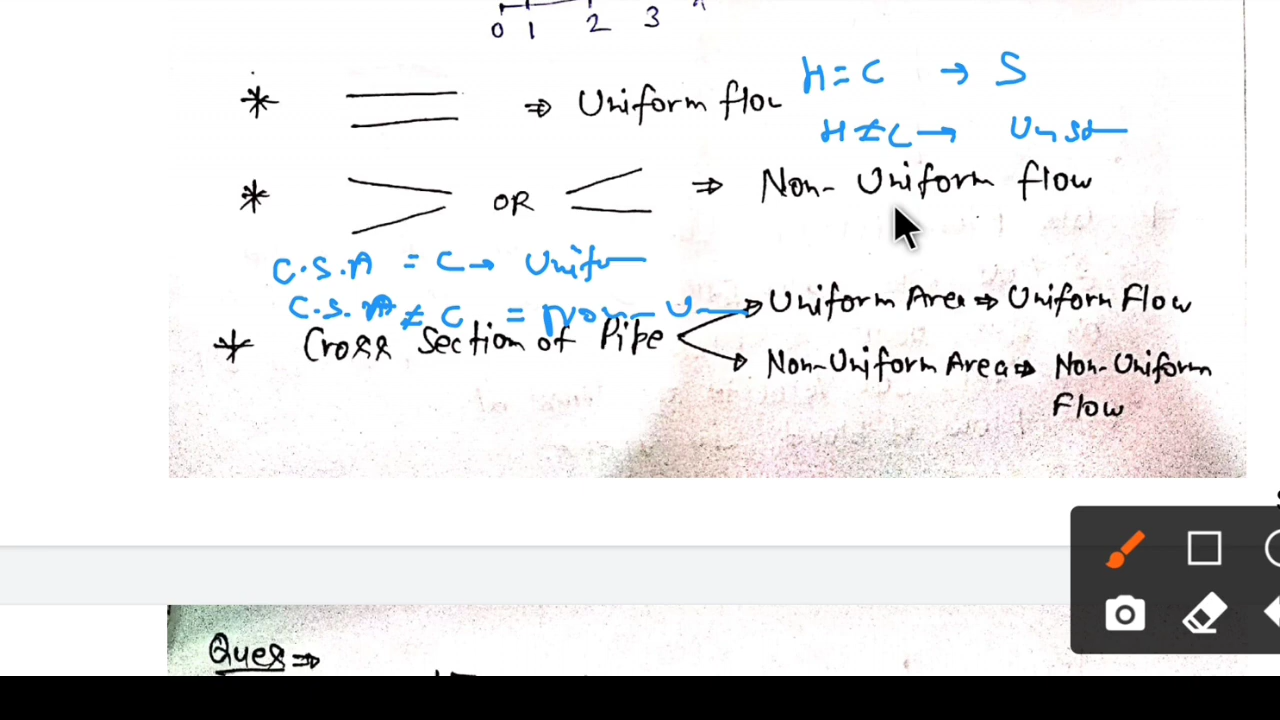 0 1 2 3
H = C → S
* ⇒ Uniform flow
H ≠ C → Unst
* OR ⇒ Non-Uniform flow
C.S.A = C → Unifo
C.S.A ≠ C = Non-U
* Cross Section of Pipe
Uniform Area ⇒ Uniform Flow
Non-Uniform Area ⇒ Non-Uniform
Flow
Ques ⇒